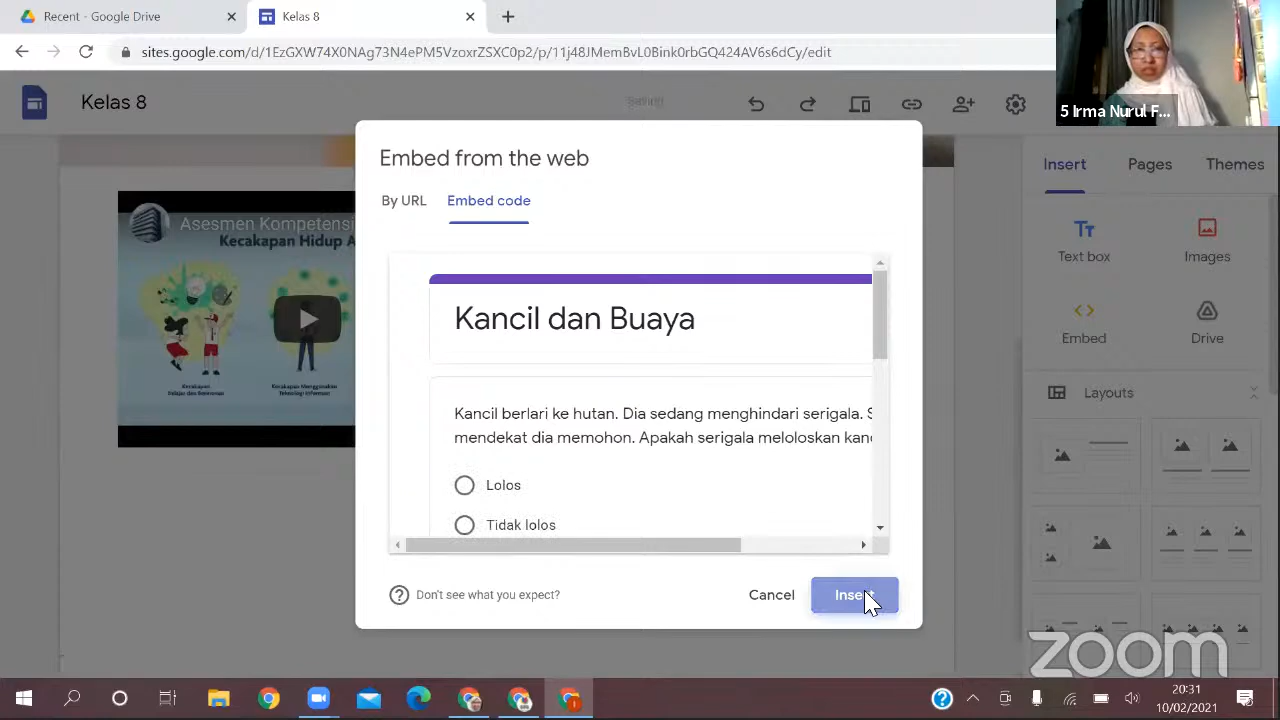 Recent - Google Drive
Kelas 8
sites.google.com/d/1EzGXW74X0NAg73N4ePM5VzoxrZSXC0p2/p/11j48JMemBvL0Bink0rbGQ424AV6s6dCy/edit
Kelas 8
Saving
5 Irma Nurul F...
Embed from the web
By URL
Embed code
Insert
Pages
Themes
Asesmen Kompetensi
Kecakapan Hidup A
Text box
Images
Kancil dan Buaya
Embed
Drive
Layouts
Kancil berlari ke hutan. Dia sedang menghindari serigala. S
mendekat dia memohon. Apakah serigala meloloskan kan
Lolos
Tidak lolos
Don't see what you expect?
Cancel
Insert
zoom
20:31
10/02/2021